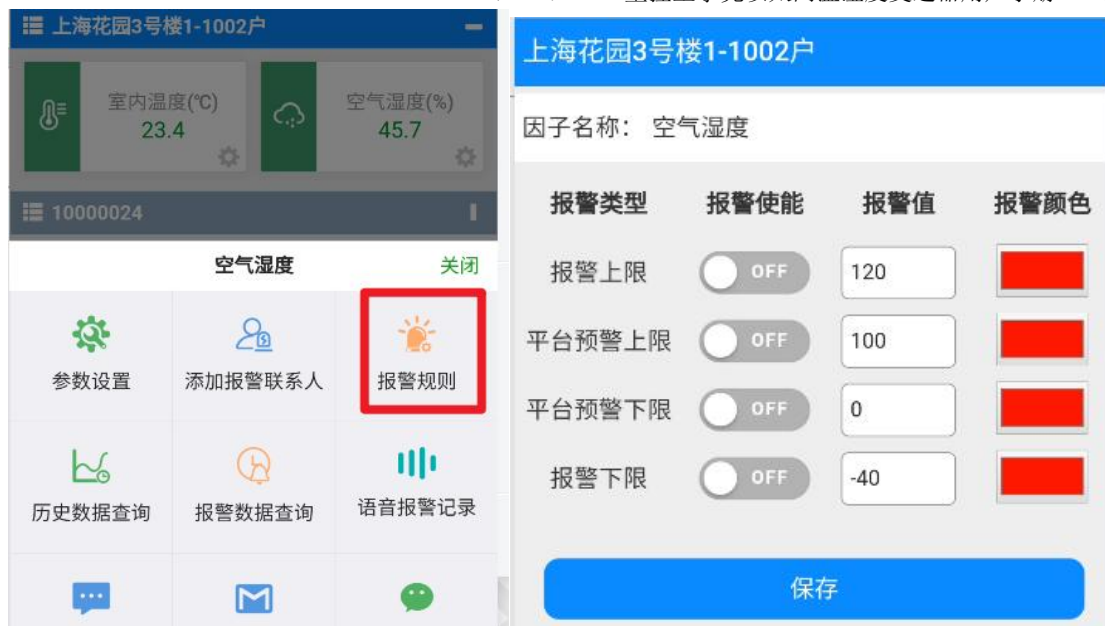 上海花园3号楼1-1002户
室内温度(℃)
23.4
空气湿度(%)
45.7
10000024
空气湿度
关闭
参数设置
添加报警联系人
报警规则
历史数据查询
报警数据查询
语音报警记录
上海花园3号楼1-1002户
因子名称： 空气湿度
报警类型 报警使能 报警值 报警颜色
报警上限 OFF 120
平台预警上限 OFF 100
平台预警下限 OFF 0
报警下限 OFF -40
保存